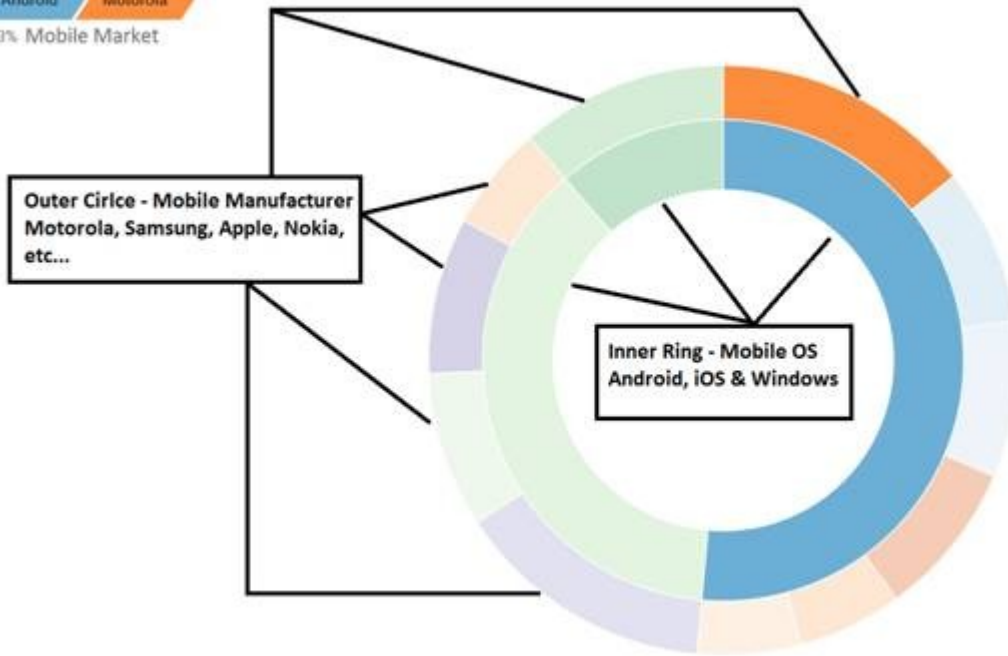 Android Motorola
% Mobile Market
Outer Cirlce - Mobile Manufacturer
Motorola, Samsung, Apple, Nokia,
etc...
Inner Ring - Mobile OS
Android, iOS & Windows